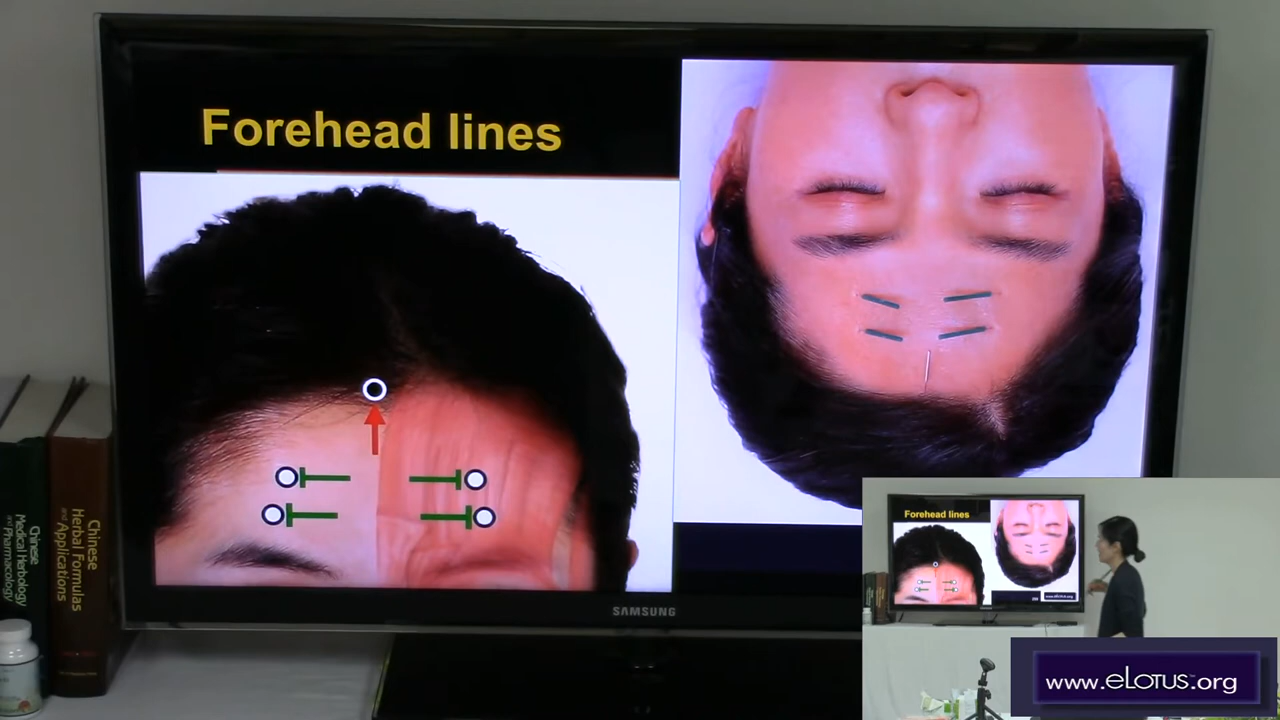 Forehead lines
SAMSUNG
Chinese
Medical Herbology
and Pharmacology
Chinese
Herbal Formulas
and Applications
Forehead lines
www.eLOTUS.org